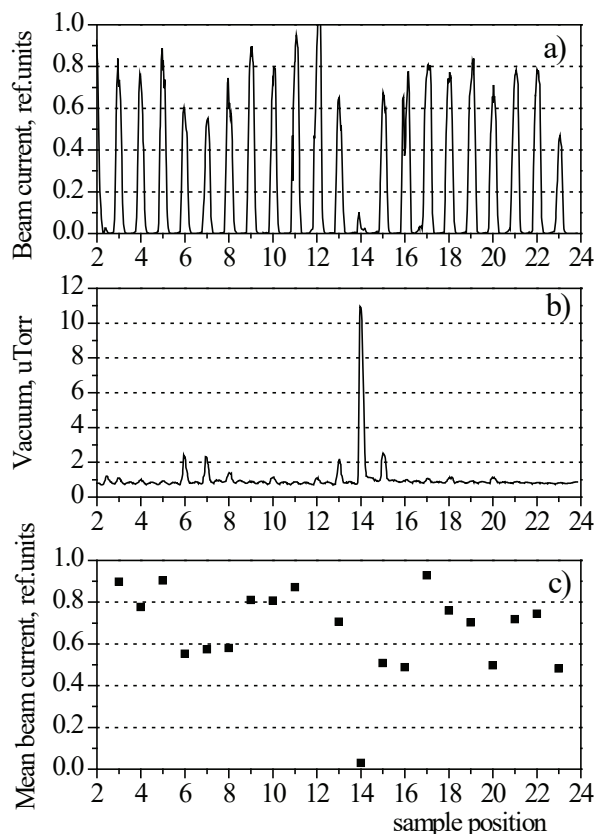 a)
Beam current, ref.units
1.0
0.8
0.6
0.4
0.2
0.0
2 4 6 8 10 12 14 16 18 20 22 24
b)
Vacuum, uTorr
12
10
8
6
4
2
0
2 4 6 8 10 12 14 16 18 20 22 24
c)
Mean beam current, ref.units
1.0
0.8
0.6
0.4
0.2
0.0
2 4 6 8 10 12 14 16 18 20 22 24
sample position